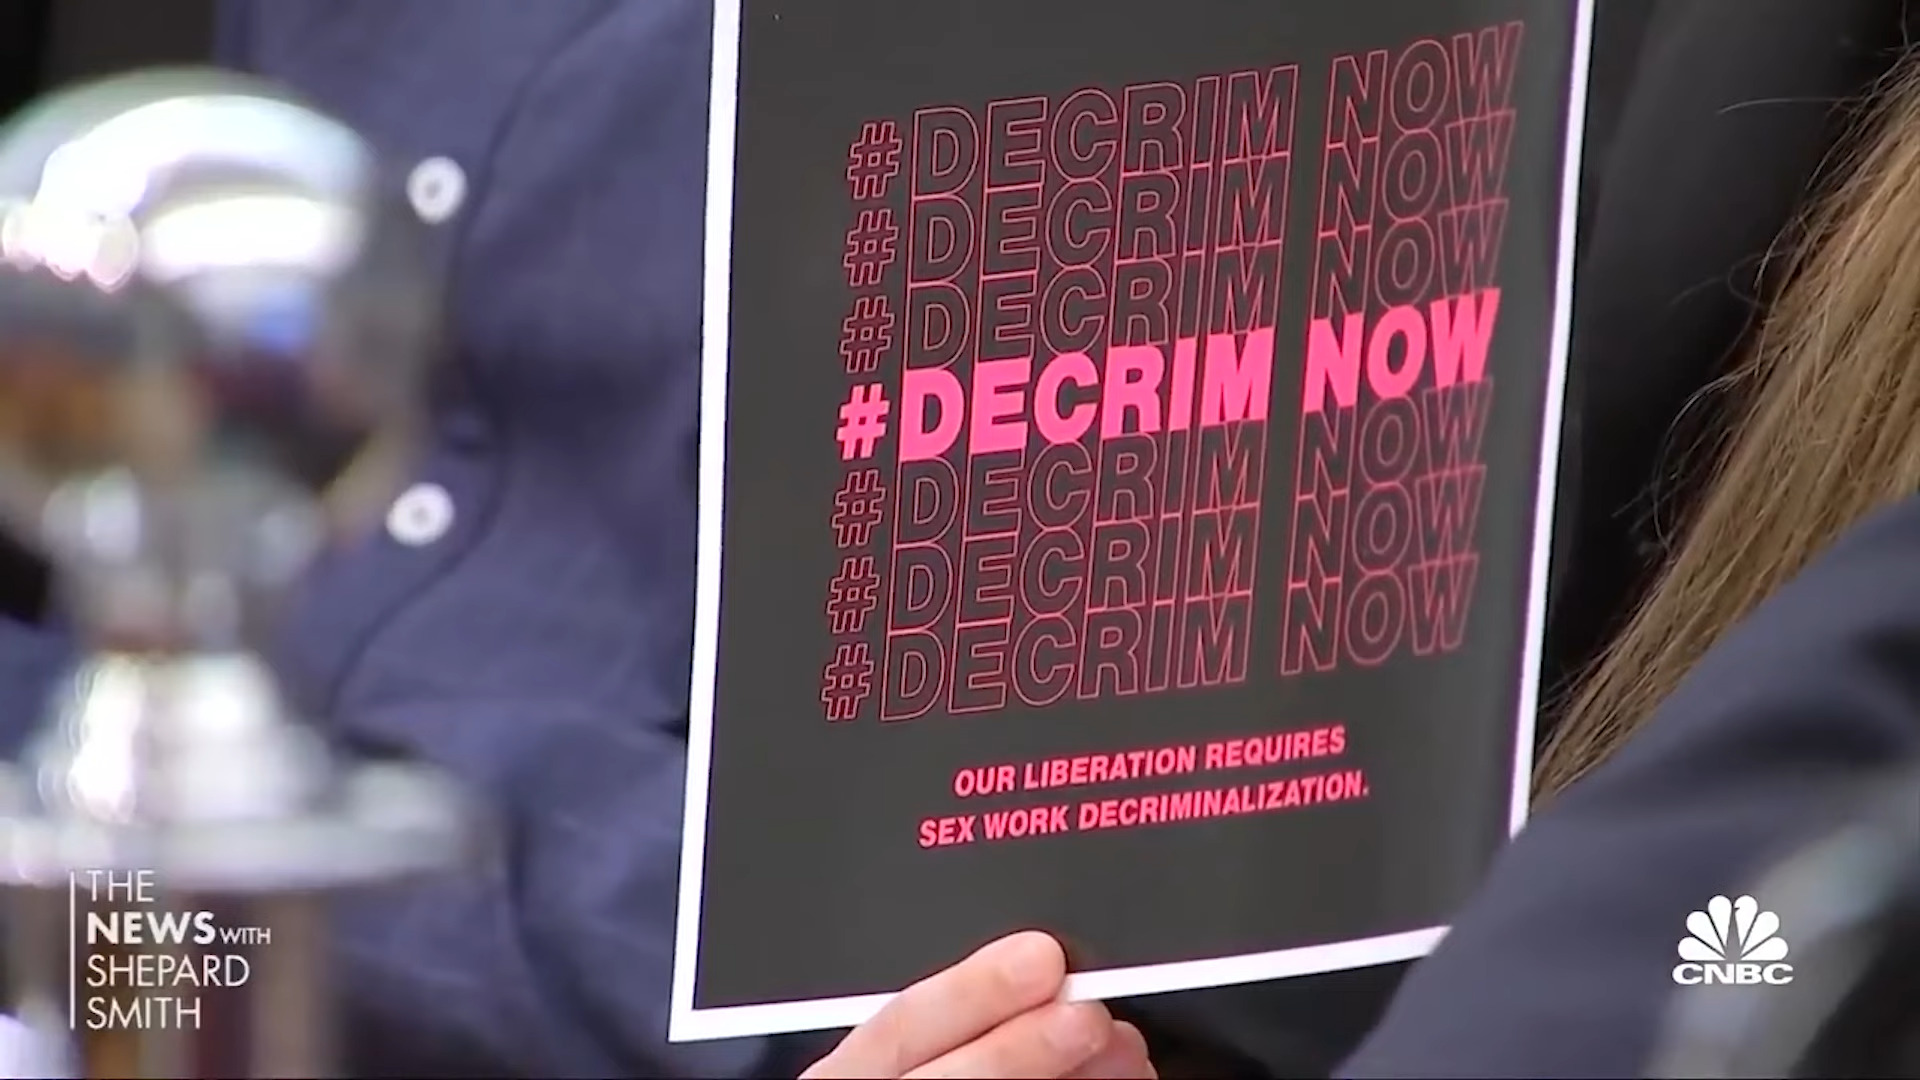 #DECRIM NOW
#DECRIM NOW
#DECRIM NOW
#DECRIM NOW
#DECRIM NOW
#DECRIM NOW
#DECRIM NOW
OUR LIBERATION REQUIRES
SEX WORK DECRIMINALIZATION.
THE
NEWS WITH
SHEPARD
SMITH
CNBC